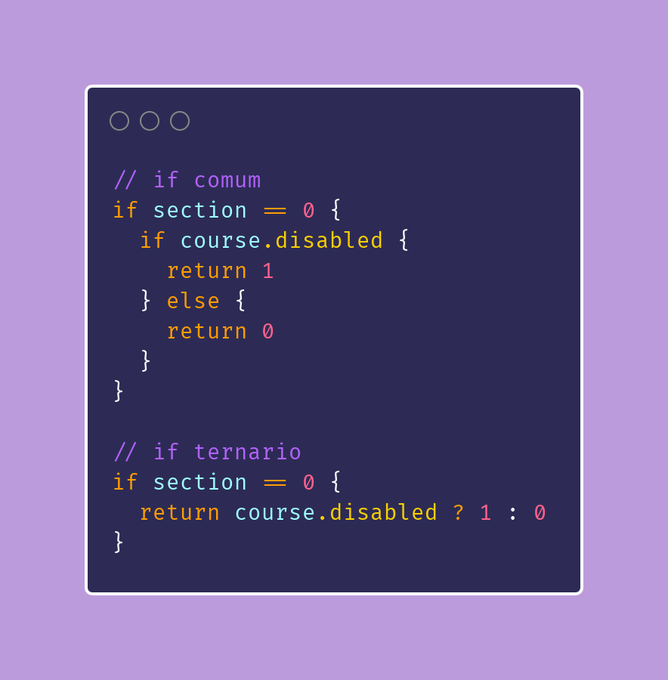 // if comum
if section == 0 {
  if course.disabled {
    return 1
  } else {
    return 0
  }
}

// if ternario
if section == 0 {
  return course.disabled ? 1 : 0
}